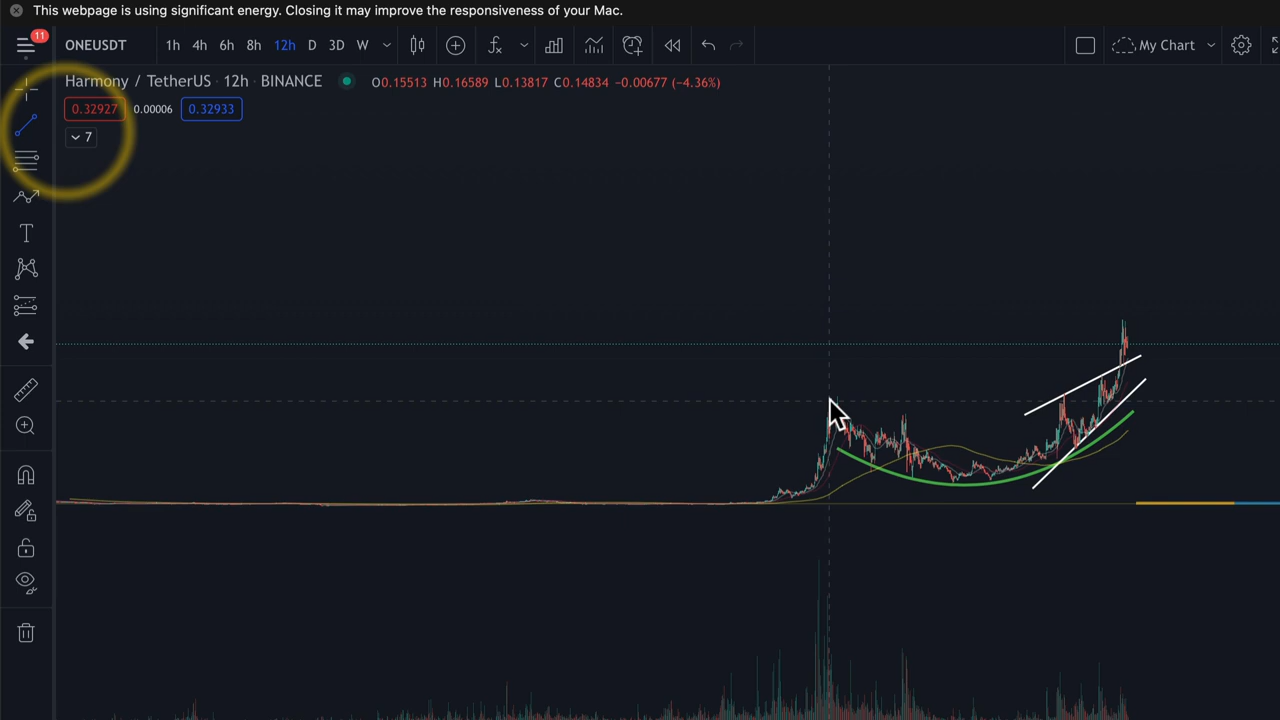 This webpage is using significant energy. Closing it may improve the responsiveness of your Mac.
11 ONEUSDT 1h 4h 6h 8h 12h D 3D W My Chart
Harmony / TetherUS · 12h · BINANCE O0.15513 H0.16589 L0.13817 C0.14834 −0.00677 (−4.36%)
0.32927 0.00006 0.32933
7